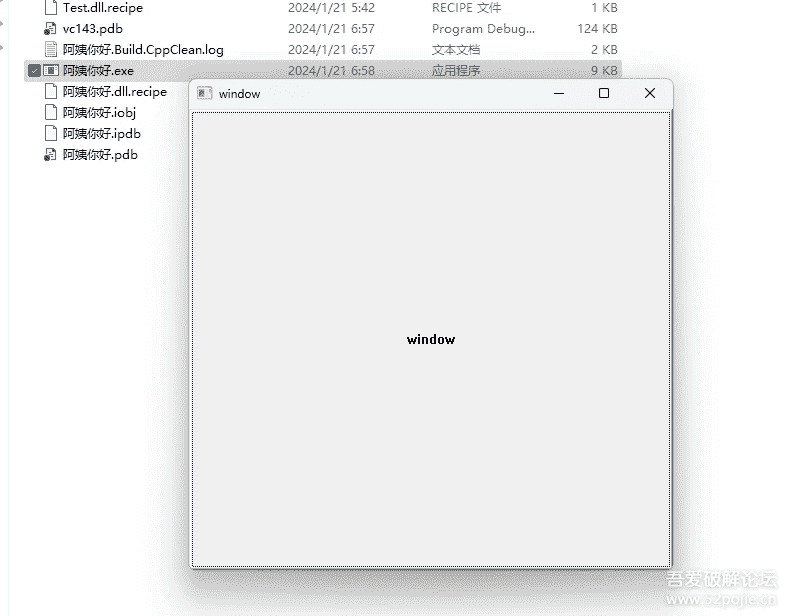 Test.dll.recipe 2024/1/21 5:42 RECIPE 文件 1 KB
vc143.pdb 2024/1/21 6:57 Program Debug... 124 KB
阿姨你好.Build.CppClean.log 2024/1/21 6:57 文本文档 2 KB
阿姨你好.exe 2024/1/21 6:58 应用程序 9 KB
阿姨你好.dll.recipe
window
阿姨你好.iobj
阿姨你好.ipdb
阿姨你好.pdb
window
吾爱破解论坛
www.52pojie.cn